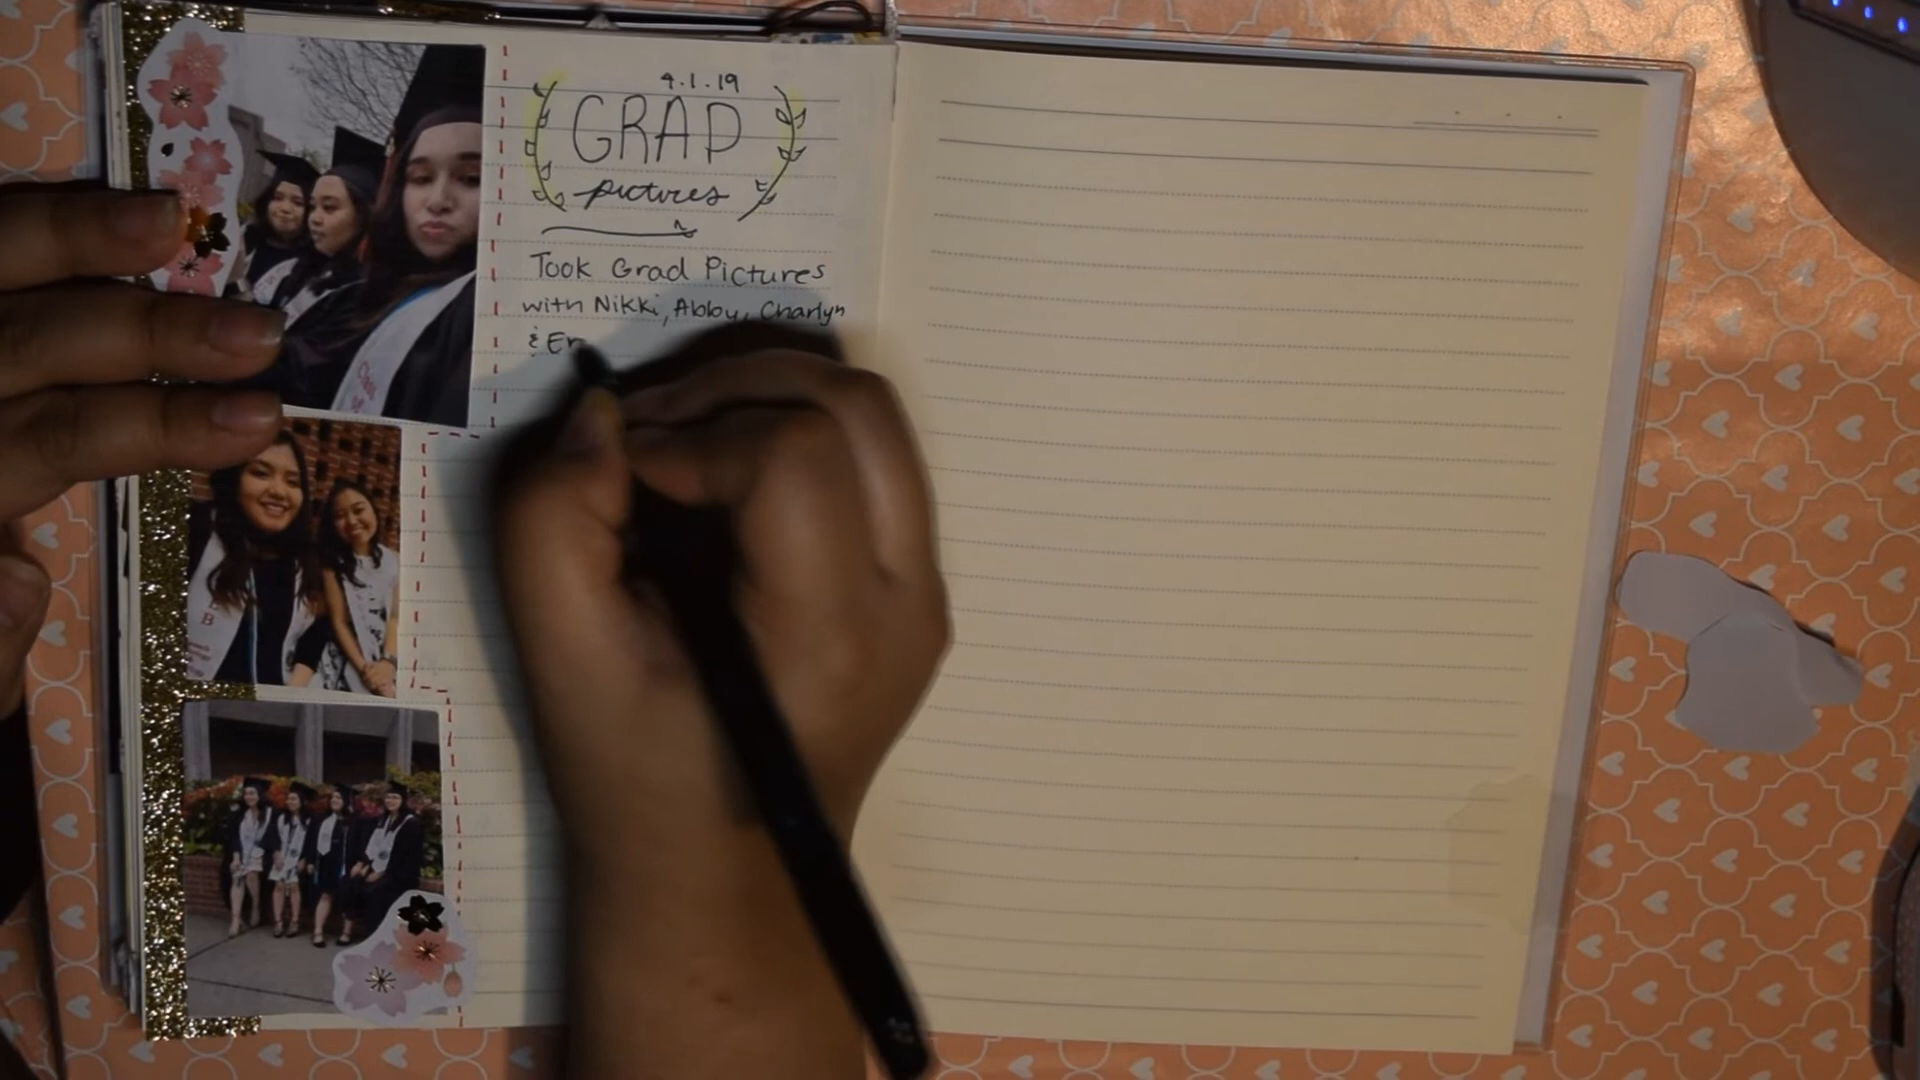 4.1.19
GRAD
pictures
Took Grad Pictures
with Nikki, Abby, Charlyn
&